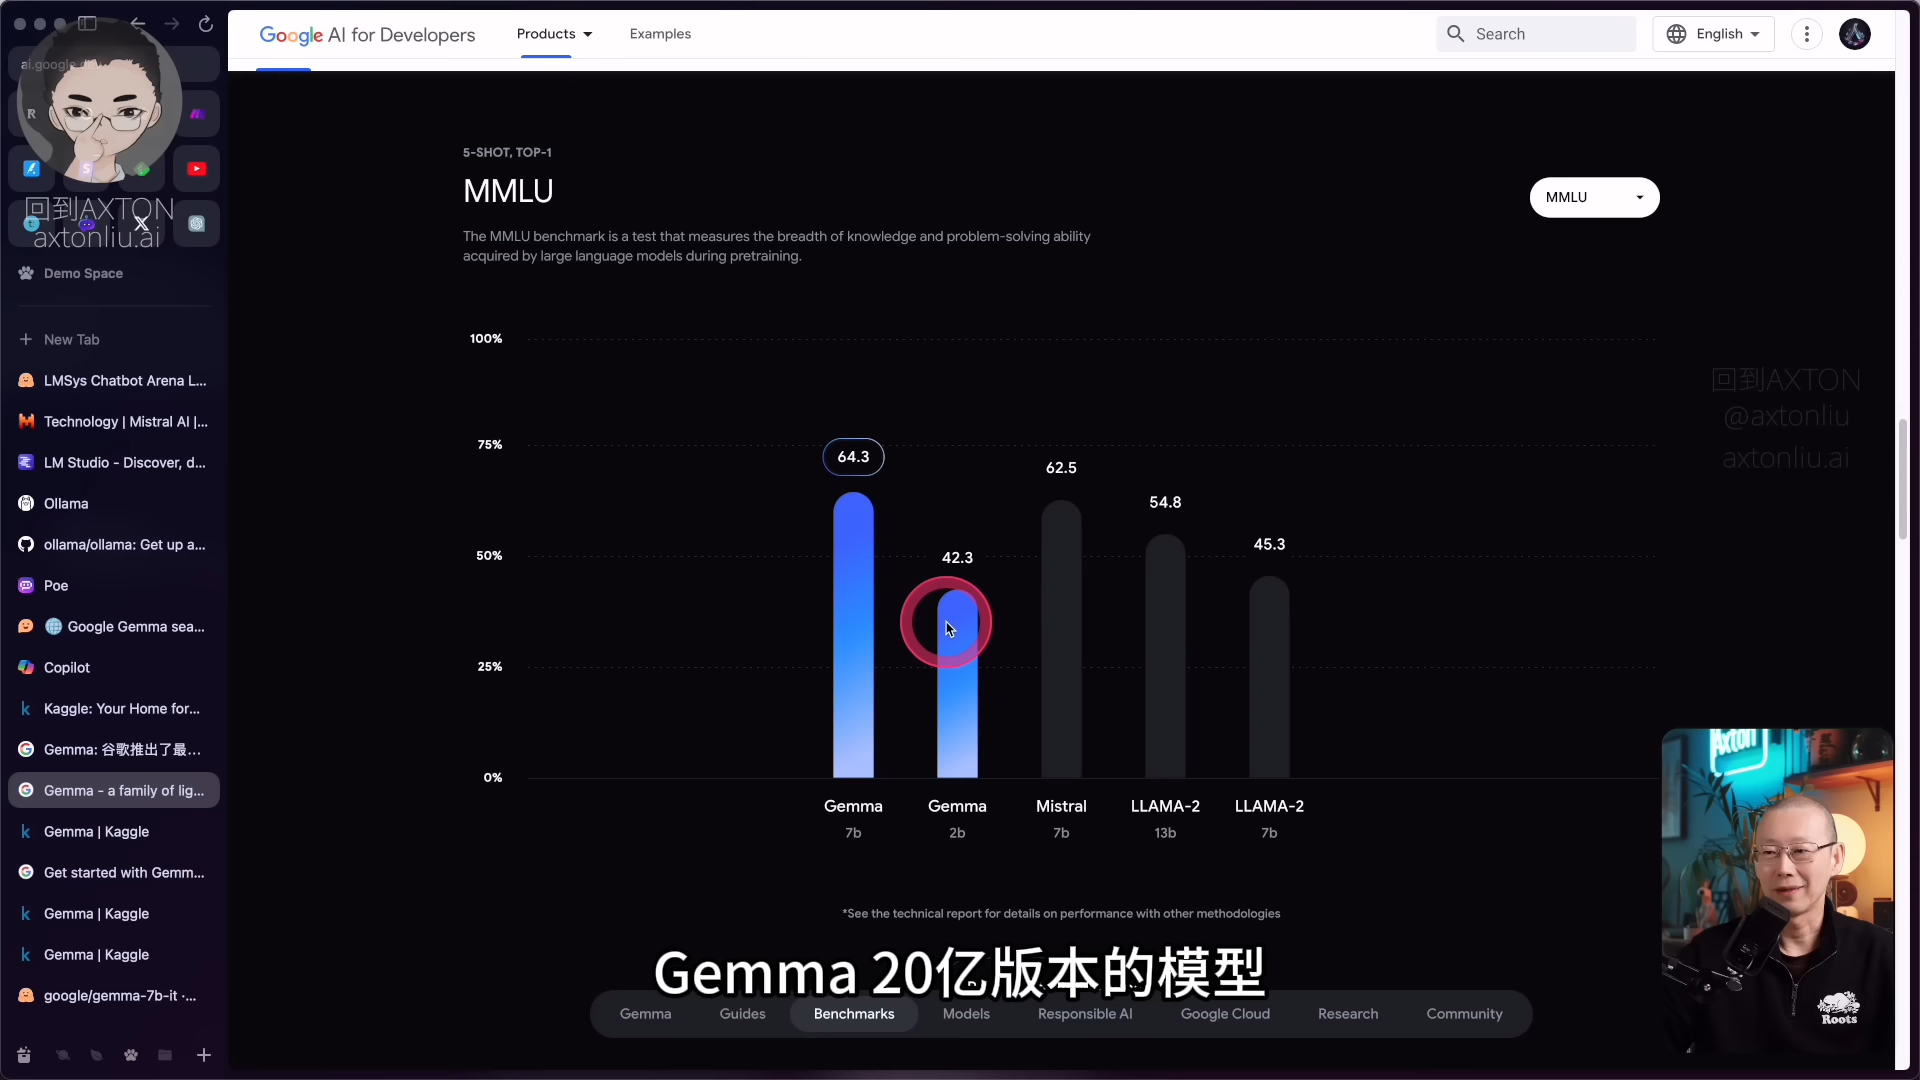 ai.google.de
R
回到AXTON
axtonliu.ai
Demo Space
New Tab
LMSys Chatbot Arena L...
Technology | Mistral AI |...
LM Studio - Discover, d...
Ollama
ollama/ollama: Get up a...
Poe
Google Gemma sea...
Copilot
Kaggle: Your Home for...
Gemma: 谷歌推出了最...
Gemma - a family of lig...
Gemma | Kaggle
Get started with Gemm...
Gemma | Kaggle
Gemma | Kaggle
google/gemma-7b-it ·...
Google AI for Developers
Products
Examples
Search
English
5-SHOT, TOP-1
MMLU
MMLU
The MMLU benchmark is a test that measures the breadth of knowledge and problem-solving ability
acquired by large language models during pretraining.
100%
75%
50%
25%
0%
64.3
42.3
62.5
54.8
45.3
Gemma
7b
Gemma
2b
Mistral
7b
LLAMA-2
13b
LLAMA-2
7b
*See the technical report for details on performance with other methodologies
Gemma 20亿版本的模型
Gemma
Guides
Benchmarks
Models
Responsible AI
Google Cloud
Research
Community
回到AXTON
@axtonliu
axtonliu.ai
Axton
Roots